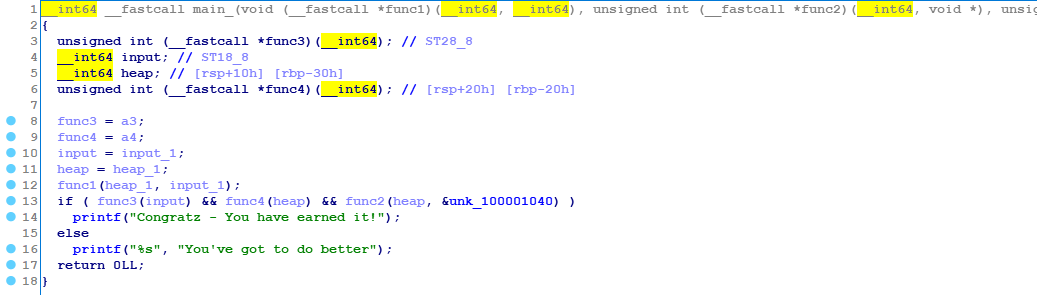 1 __int64 __fastcall main_(void (__fastcall *func1)(__int64, __int64), unsigned int (__fastcall *func2)(__int64, void *), unsig
2 {
3 unsigned int (__fastcall *func3)(__int64); // ST28_8
4 __int64 input; // ST18_8
5 __int64 heap; // [rsp+10h] [rbp-30h]
6 unsigned int (__fastcall *func4)(__int64); // [rsp+20h] [rbp-20h]
7
8 func3 = a3;
9 func4 = a4;
10 input = input_1;
11 heap = heap_1;
12 func1(heap_1, input_1);
13 if ( func3(input) && func4(heap) && func2(heap, &unk_100001040) )
14 printf("Congratz - You have earned it!");
15 else
16 printf("%s", "You've got to do better");
17 return 0LL;
18 }